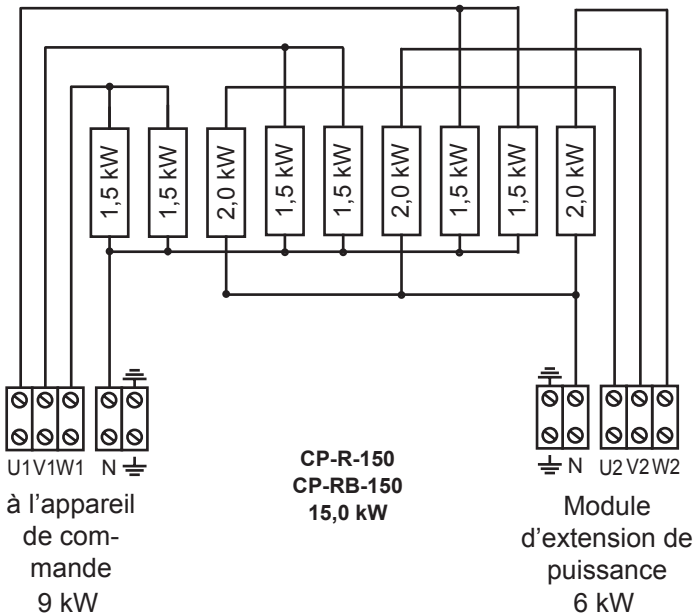 1,5 kW
1,5 kW
2,0 kW
1,5 kW
1,5 kW
2,0 kW
1,5 kW
1,5 kW
2,0 kW
U1 V1 W1 N
N U2 V2 W2
à l’appareil
de com-
mande
9 kW
CP-R-150
CP-RB-150
15,0 kW
Module
d’extension de
puissance
6 kW